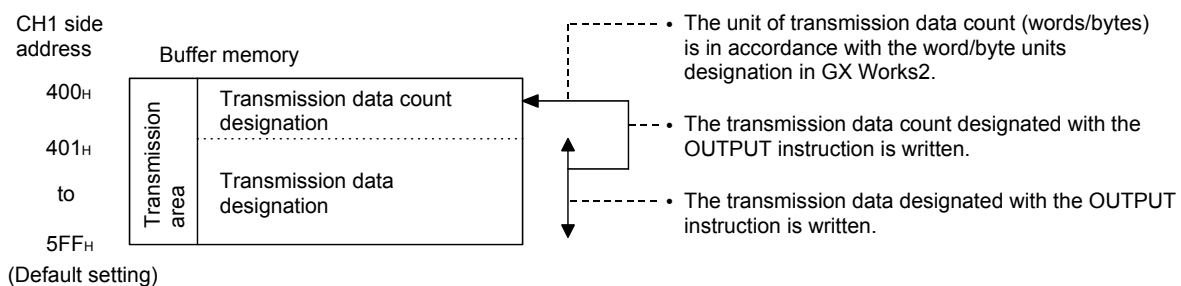 CH1 side
address
Buffer memory
400H
401H
to
5FFH
(Default setting)
Transmission
area
Transmission data count
designation
Transmission data
designation
• The unit of transmission data count (words/bytes)
is in accordance with the word/byte units
designation in GX Works2.
• The transmission data count designated with the
OUTPUT instruction is written.
• The transmission data designated with the OUTPUT
instruction is written.